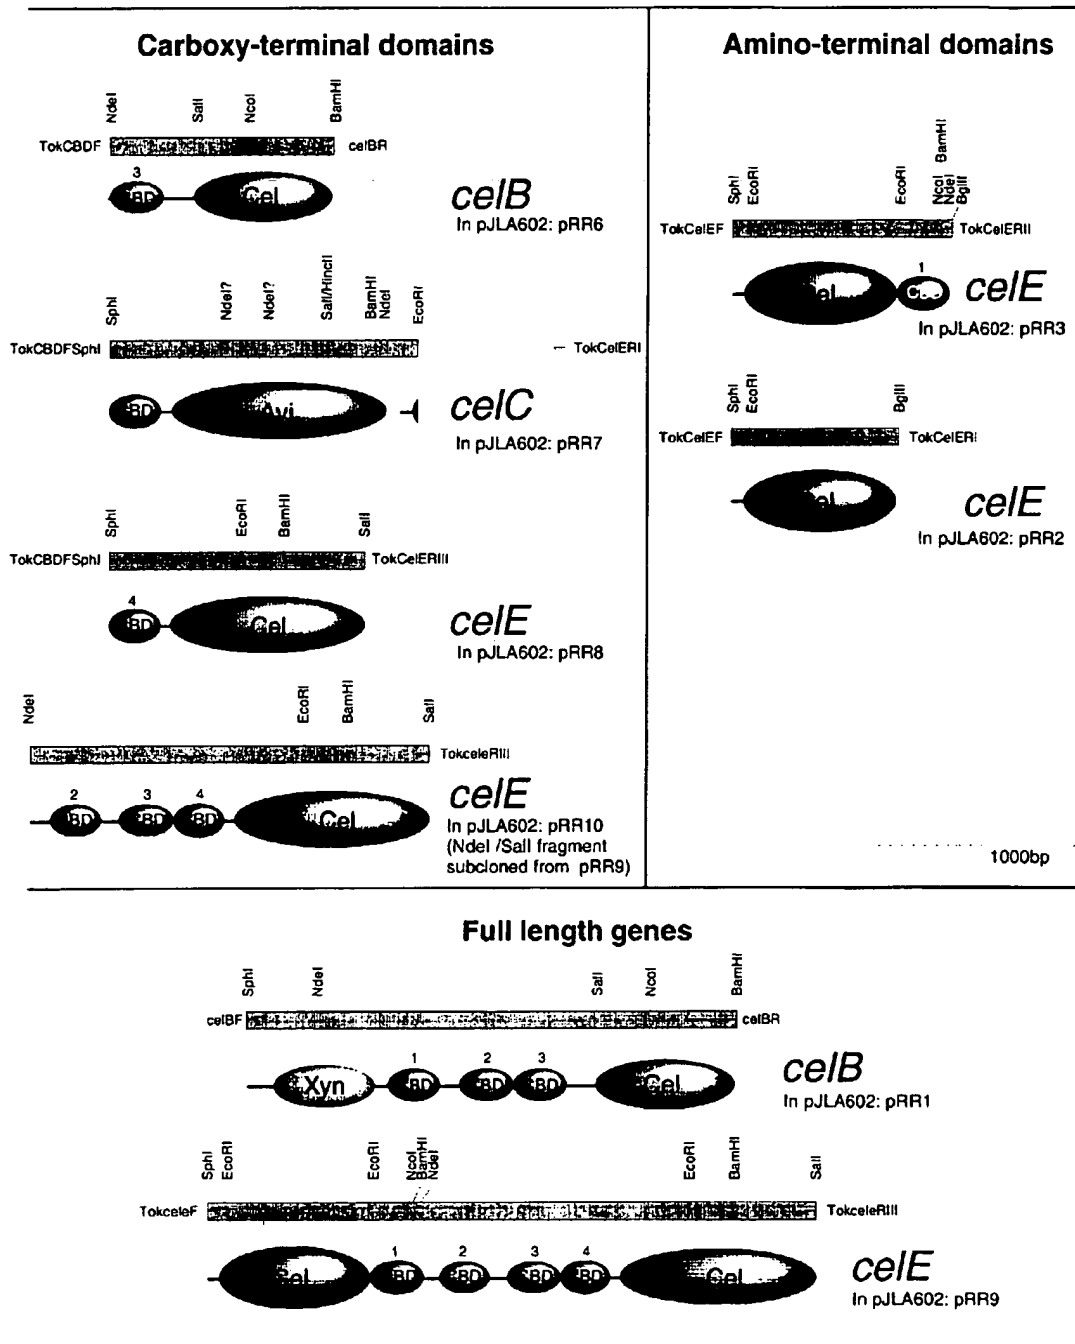 Carboxy-terminal domains
NdeI SalI NcoI BamHI
TokCBDF celBR
3
BD Cel
celB
In pJLA602: pRR6
SphI NdeI? NdeI? SalI/HincII BamHI NdeI EcoRI
TokCBDFSphI TokCelERI
BD Avi
celC
In pJLA602: pRR7
SphI EcoRI BamHI SalI
TokCBDFSphI TokCelERIII
4
BD Cel
celE
In pJLA602: pRR8
NdeI EcoRI BamHI SalI
TokceleRIII
2 3 4
BD BD BD Cel
celE
In pJLA602: pRR10
(NdeI /SalI fragment
subcloned from pRR9)
Amino-terminal domains
SphI EcoRI EcoRI NcoI BamHI NdeI BglII
TokCelEF TokCelERII
1
el C
celE
In pJLA602: pRR3
SphI EcoRI BglII
TokCelEF TokCelERI
el
celE
In pJLA602: pRR2
1000bp
Full length genes
SphI NdeI SalI NcoI BamHI
celBF celBR
1 2 3
Xyn BD BD BD Cel
celB
In pJLA602: pRR1
SphI EcoRI EcoRI NcoI BamHI NdeI EcoRI BamHI SalI
TokceleF TokceleRIII
1 2 3 4
Cel BD BD BD BD Cel
celE
In pJLA602: pRR9